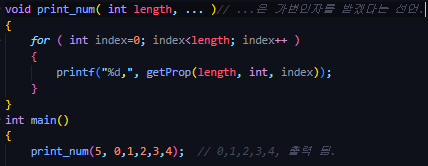 void print_num( int length, ... )// ...은 가변인자를 받겠다는 선언.
{
for ( int index=0; index<length; index++ )
{
printf("%d,", getProp(length, int, index));
}
}
int main()
{
print_num(5, 0,1,2,3,4); // 0,1,2,3,4, 출력 됨.